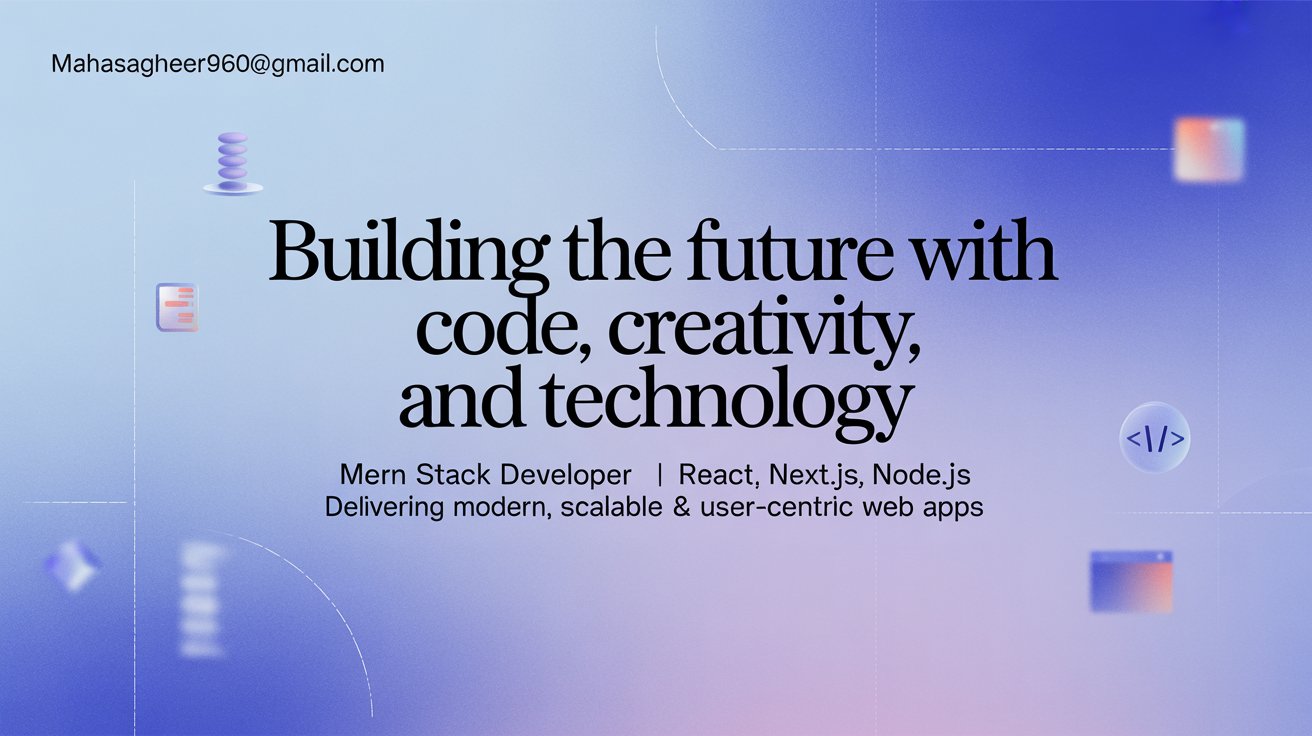 Mahasagheer960@gmail.com
Building the future with
code, creativity,
and technology
Mern Stack Developer | React, Next.js, Node.js
Delivering modern, scalable & user-centric web apps
<\/>